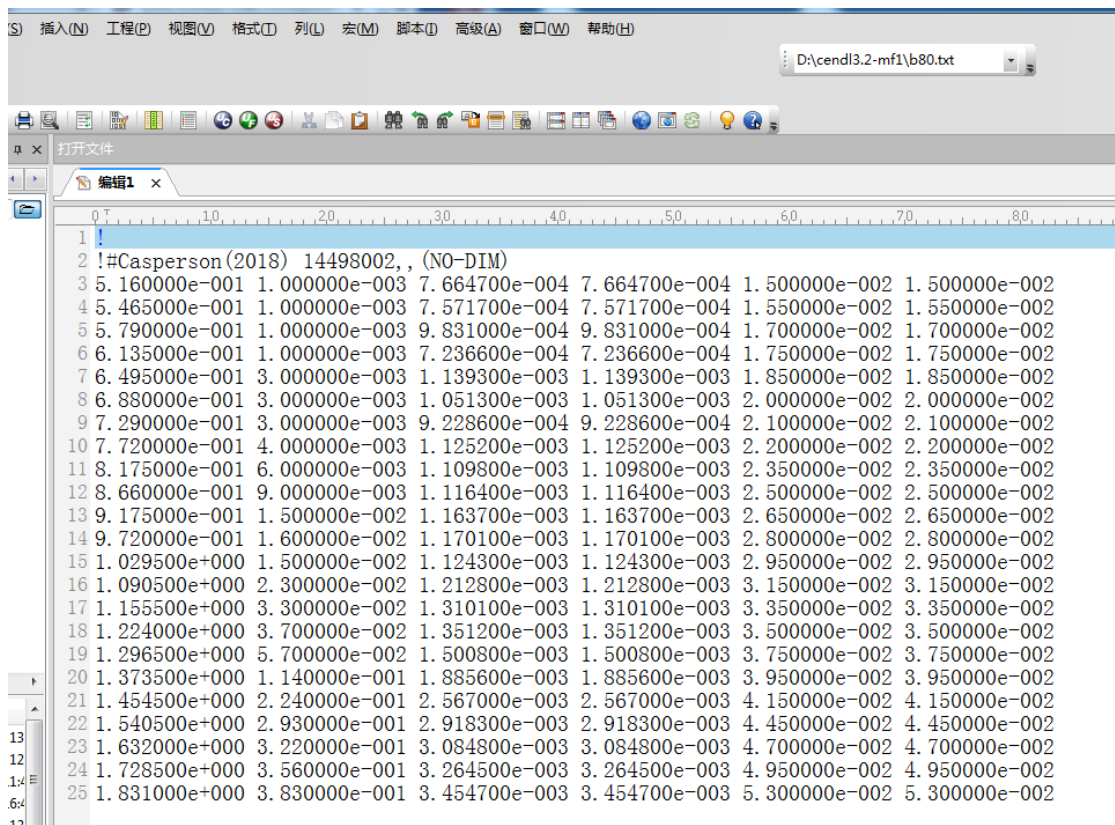 (S) 插入(N) 工程(P) 视图(V) 格式(T) 列(L) 宏(M) 脚本(I) 高级(A) 窗口(W) 帮助(H)
D:\cendl3.2-mf1\b80.txt
打开文件
编辑1 x
0 10 20 30 40 50 60 70 80
1 !
2 !#Casperson(2018) 14498002,,(NO-DIM)
3 5.160000e-001 1.000000e-003 7.664700e-004 7.664700e-004 1.500000e-002 1.500000e-002
4 5.465000e-001 1.000000e-003 7.571700e-004 7.571700e-004 1.550000e-002 1.550000e-002
5 5.790000e-001 1.000000e-003 9.831000e-004 9.831000e-004 1.700000e-002 1.700000e-002
6 6.135000e-001 1.000000e-003 7.236600e-004 7.236600e-004 1.750000e-002 1.750000e-002
7 6.495000e-001 3.000000e-003 1.139300e-003 1.139300e-003 1.850000e-002 1.850000e-002
8 6.880000e-001 3.000000e-003 1.051300e-003 1.051300e-003 2.000000e-002 2.000000e-002
9 7.290000e-001 3.000000e-003 9.228600e-004 9.228600e-004 2.100000e-002 2.100000e-002
10 7.720000e-001 4.000000e-003 1.125200e-003 1.125200e-003 2.200000e-002 2.200000e-002
11 8.175000e-001 6.000000e-003 1.109800e-003 1.109800e-003 2.350000e-002 2.350000e-002
12 8.660000e-001 9.000000e-003 1.116400e-003 1.116400e-003 2.500000e-002 2.500000e-002
13 9.175000e-001 1.500000e-002 1.163700e-003 1.163700e-003 2.650000e-002 2.650000e-002
14 9.720000e-001 1.600000e-002 1.170100e-003 1.170100e-003 2.800000e-002 2.800000e-002
15 1.029500e+000 1.500000e-002 1.124300e-003 1.124300e-003 2.950000e-002 2.950000e-002
16 1.090500e+000 2.300000e-002 1.212800e-003 1.212800e-003 3.150000e-002 3.150000e-002
17 1.155500e+000 3.300000e-002 1.310100e-003 1.310100e-003 3.350000e-002 3.350000e-002
18 1.224000e+000 3.700000e-002 1.351200e-003 1.351200e-003 3.500000e-002 3.500000e-002
19 1.296500e+000 5.700000e-002 1.500800e-003 1.500800e-003 3.750000e-002 3.750000e-002
20 1.373500e+000 1.140000e-001 1.885600e-003 1.885600e-003 3.950000e-002 3.950000e-002
21 1.454500e+000 2.240000e-001 2.567000e-003 2.567000e-003 4.150000e-002 4.150000e-002
22 1.540500e+000 2.930000e-001 2.918300e-003 2.918300e-003 4.450000e-002 4.450000e-002
23 1.632000e+000 3.220000e-001 3.084800e-003 3.084800e-003 4.700000e-002 4.700000e-002
24 1.728500e+000 3.560000e-001 3.264500e-003 3.264500e-003 4.950000e-002 4.950000e-002
25 1.831000e+000 3.830000e-001 3.454700e-003 3.454700e-003 5.300000e-002 5.300000e-002
13
12